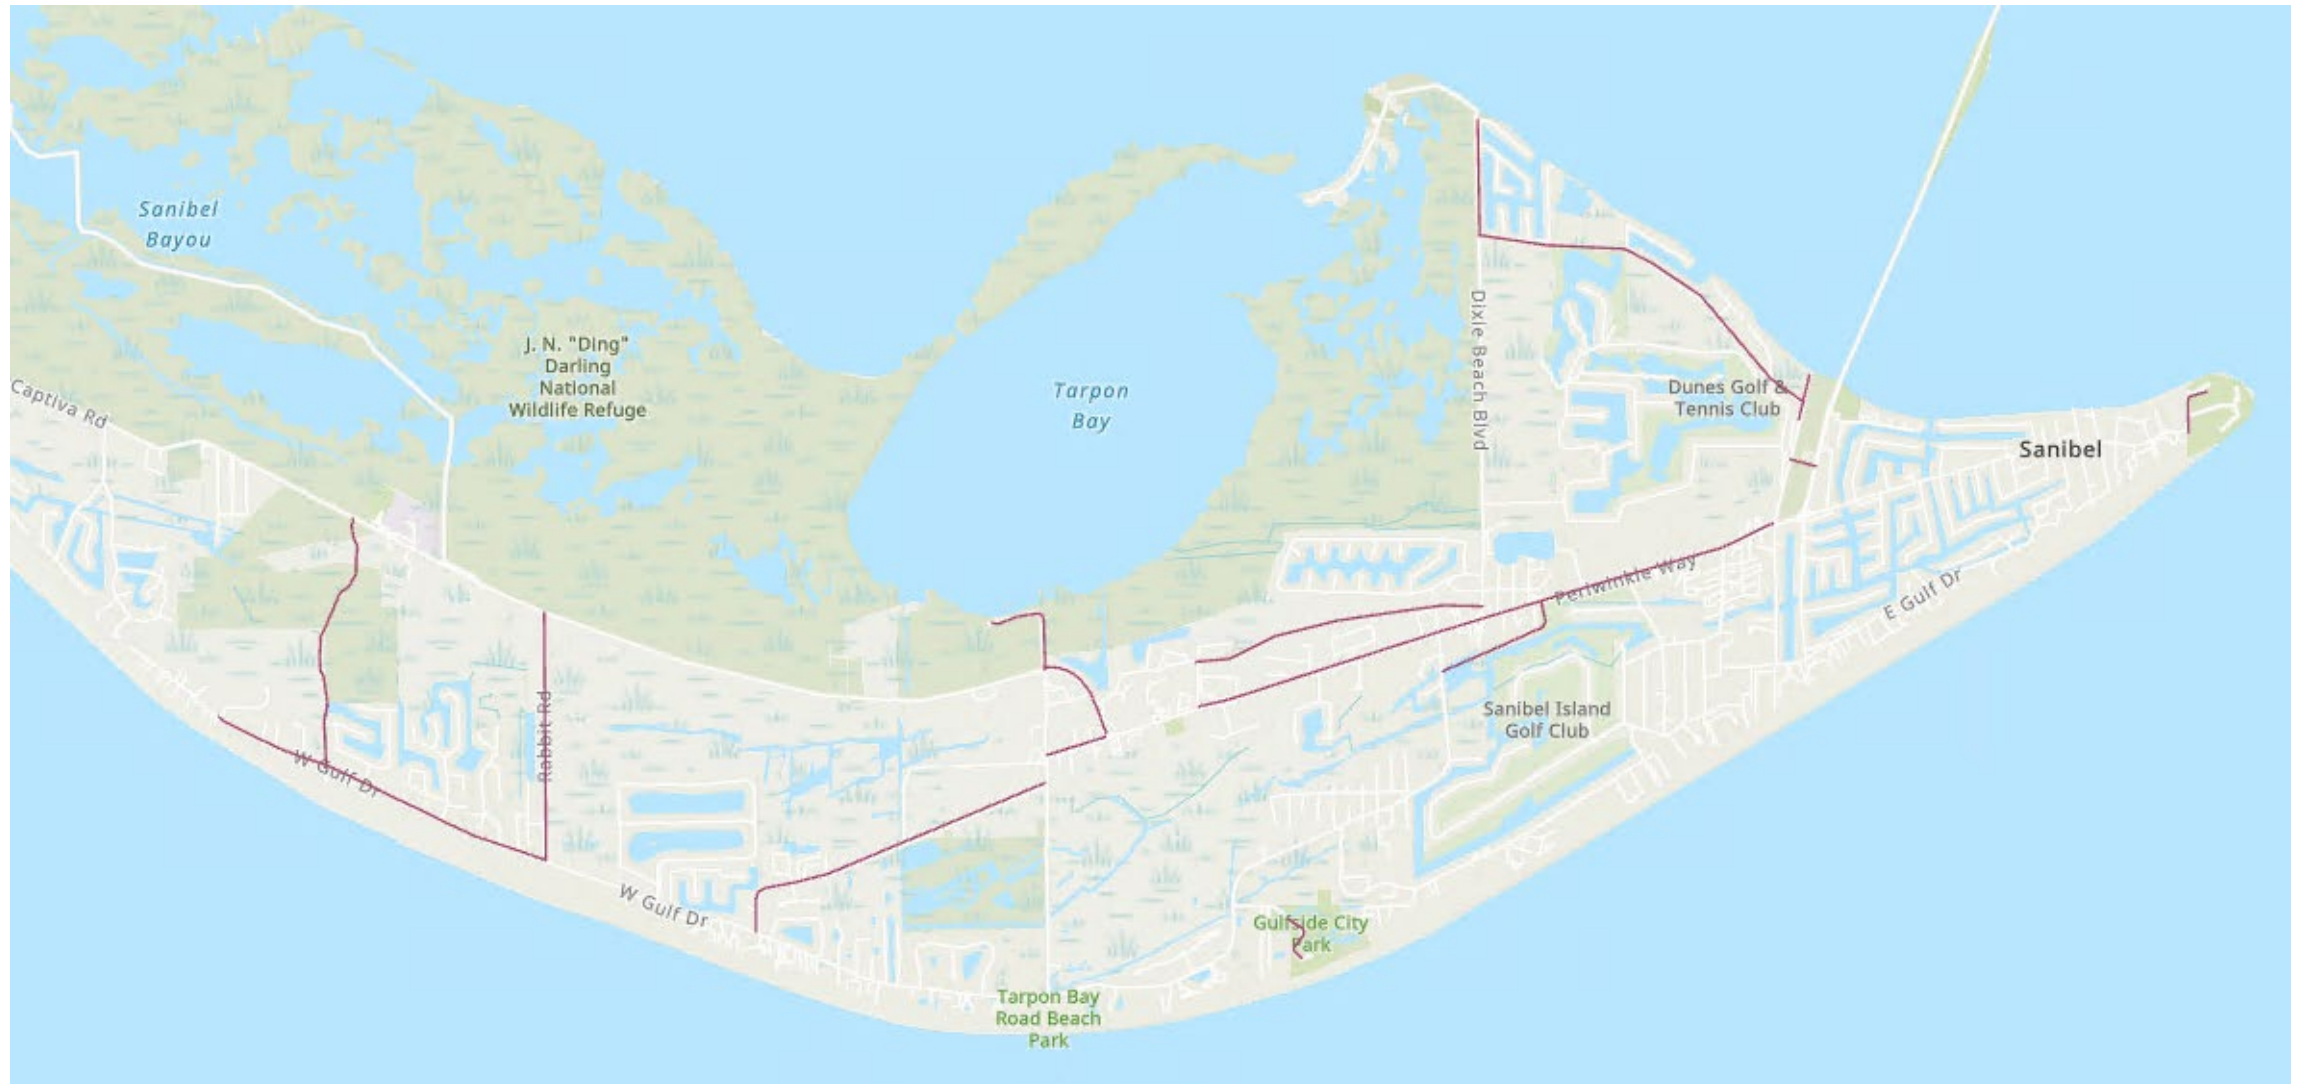 Sanibel
Bayou
J. N. "Ding"
Darling
National
Wildlife Refuge
Captiva Rd
Tarpon
Bay
Dixie Beach Blvd
Dunes Golf &
Tennis Club
Sanibel
Periwinkle Way
E Gulf Dr
Sanibel Island
Golf Club
Rabbit Rd
W Gulf Dr
W Gulf Dr
Gulfside City
Park
Tarpon Bay
Road Beach
Park